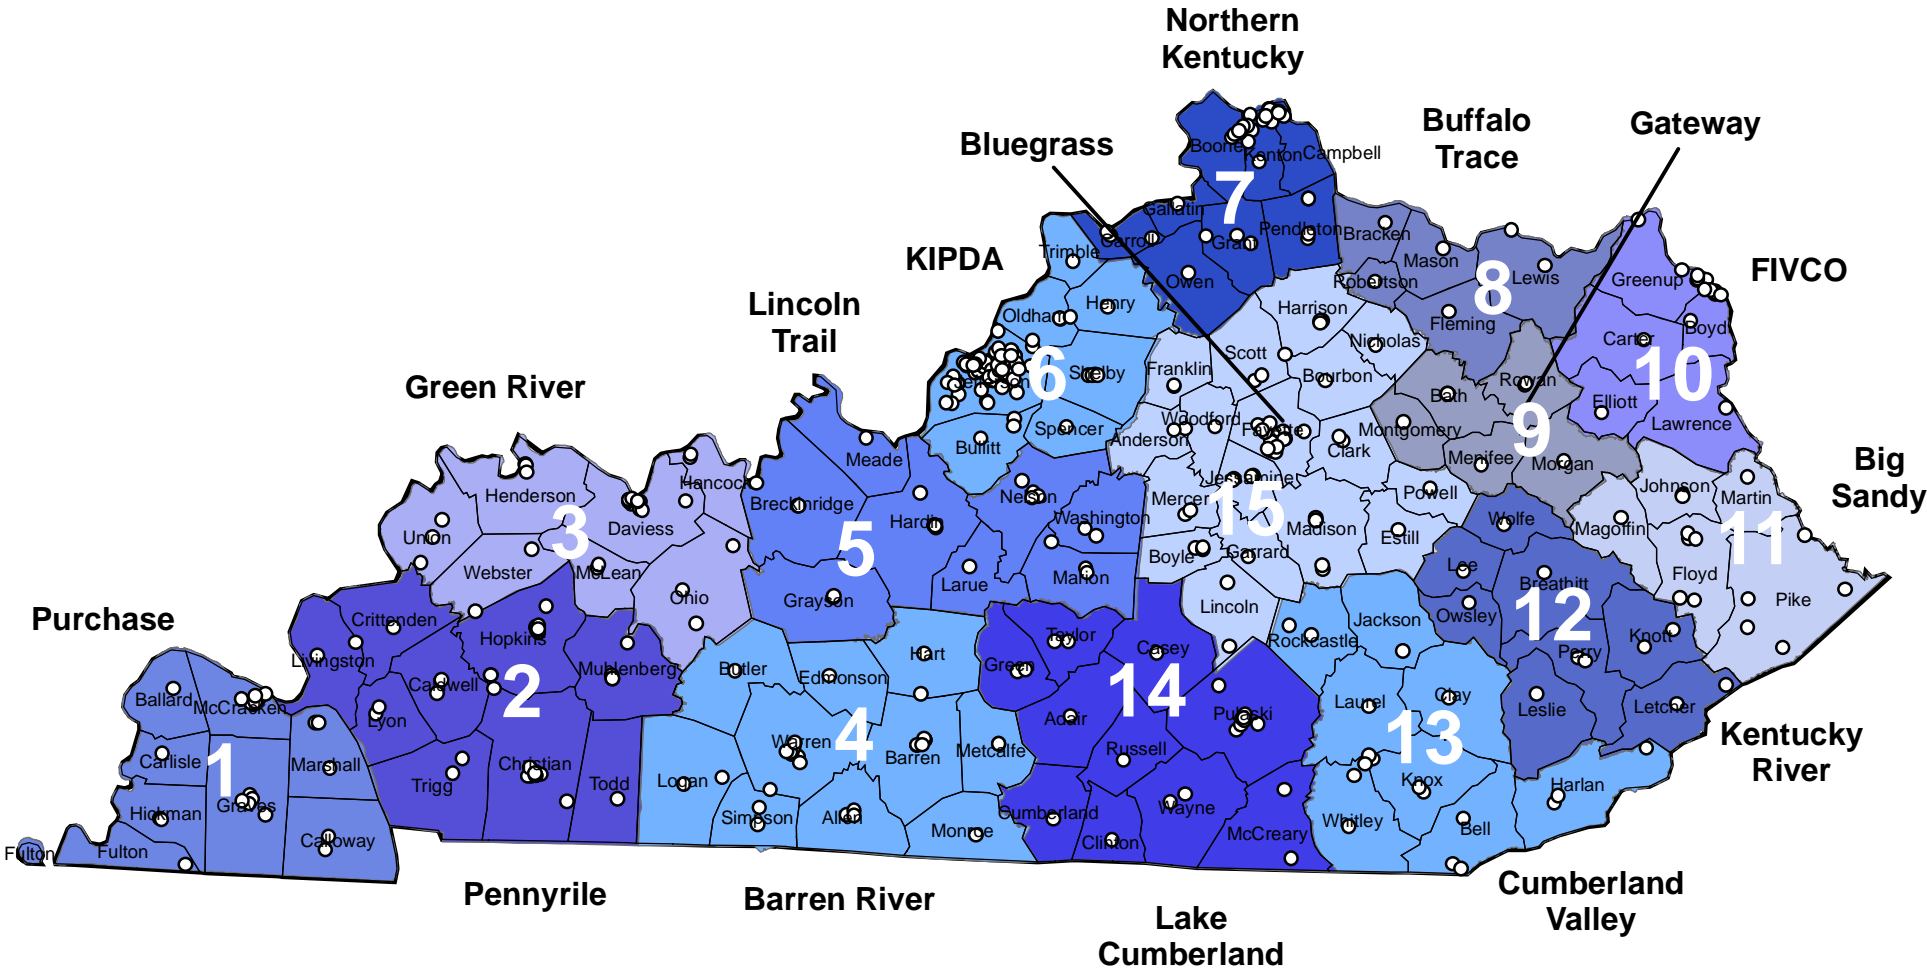 Northern
Kentucky
Bluegrass
Buffalo
Trace
Gateway
KIPDA
FIVCO
Lincoln
Trail
Green River
Big
Sandy
Purchase
Kentucky
River
Pennyrile
Barren River
Cumberland
Valley
Lake
Cumberland
1
Ballard
McCracken
Carlisle
Marshall
Hickman
Graves
Fulton
Fulton
Calloway
2
Crittenden
Livingston
Hopkins
Caldwell
Muhlenberg
Lyon
Trigg
Christian
Todd
3
Henderson
Hancock
Daviess
Union
Webster
McLean
Ohio
4
Butler
Edmonson
Hart
Warren
Barren
Metcalfe
Logan
Simpson
Allen
Monroe
5
Meade
Breckinridge
Hardin
Nelson
Washington
Grayson
Larue
Marion
6
Trimble
Henry
Oldham
Jefferson
Shelby
Spencer
Bullitt
7
Boone
Kenton
Campbell
Gallatin
Carroll
Grant
Pendleton
Owen
8
Bracken
Mason
Robertson
Lewis
Fleming
9
Rowan
Bath
Montgomery
Menifee
Morgan
10
Greenup
Carter
Boyd
Elliott
Lawrence
11
Johnson
Martin
Magoffin
Floyd
Pike
12
Wolfe
Lee
Breathitt
Owsley
Knott
Perry
Leslie
Letcher
13
Rockcastle
Jackson
Laurel
Clay
Knox
Whitley
Bell
Harlan
14
Taylor
Green
Casey
Adair
Pulaski
Russell
Wayne
Cumberland
Clinton
McCreary
15
Harrison
Nicholas
Scott
Franklin
Bourbon
Woodford
Fayette
Anderson
Clark
Jessamine
Mercer
Powell
Madison
Estill
Boyle
Garrard
Lincoln